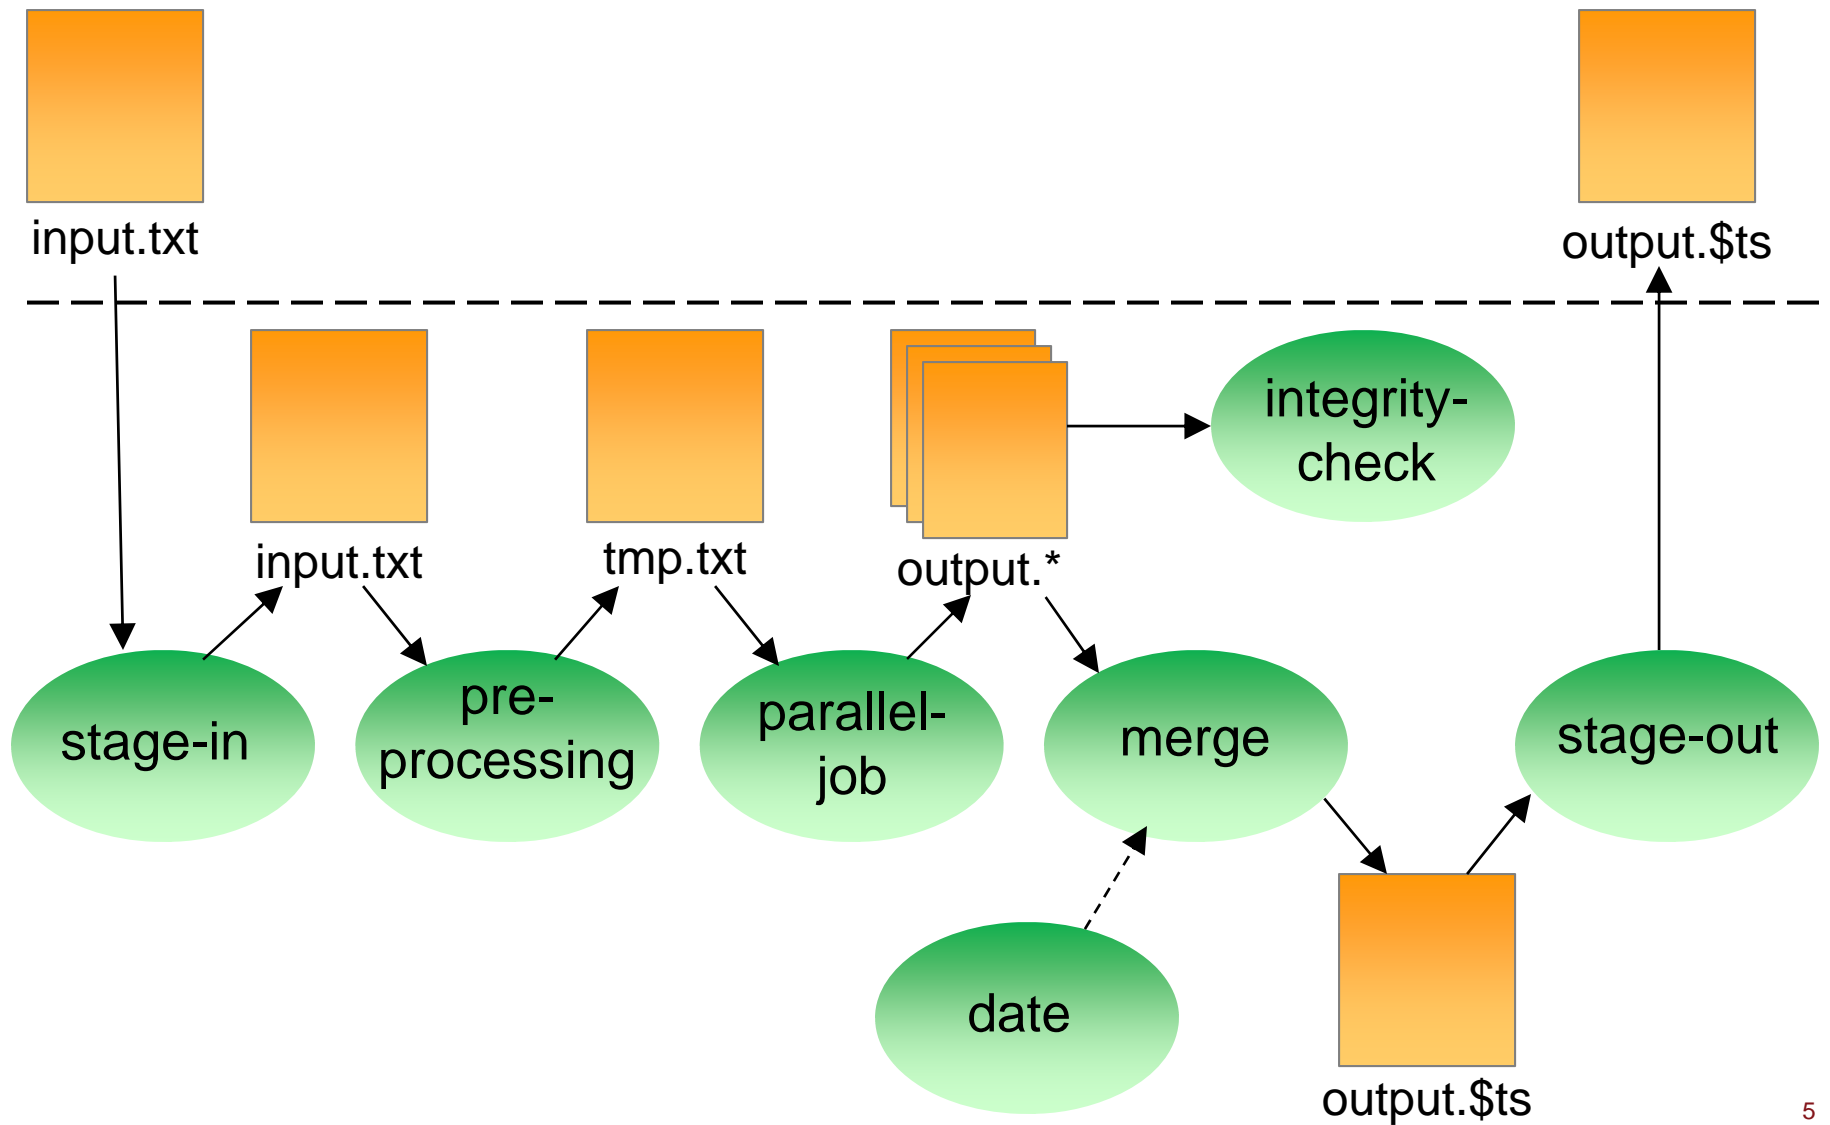 input.txt
output.$ts
integrity-
check
input.txt
tmp.txt
output.*
stage-in
pre-
processing
parallel-
job
merge
stage-out
date
output.$ts
5